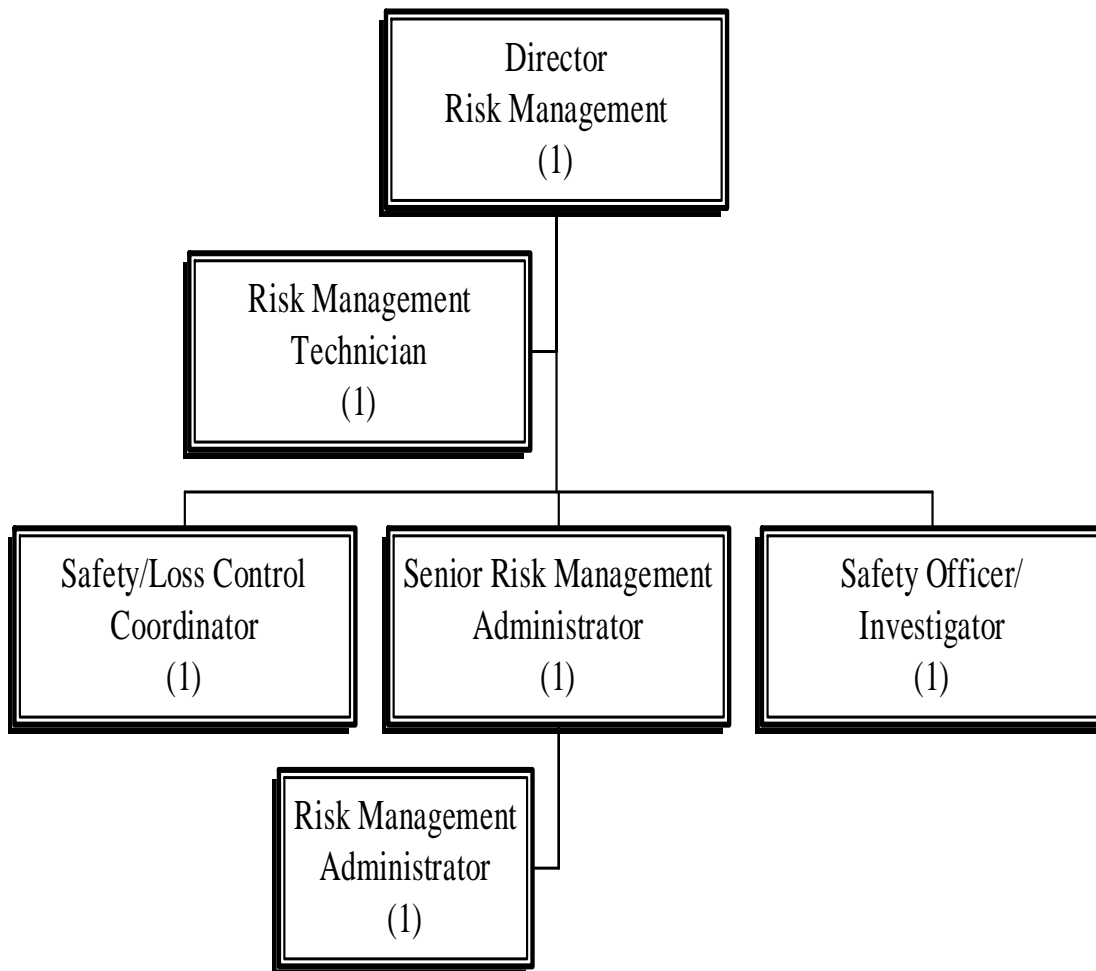 Director
Risk Management
(1)
Risk Management
Technician
(1)
Safety/Loss Control
Coordinator
(1)
Senior Risk Management
Administrator
(1)
Safety Officer/
Investigator
(1)
Risk Management
Administrator
(1)